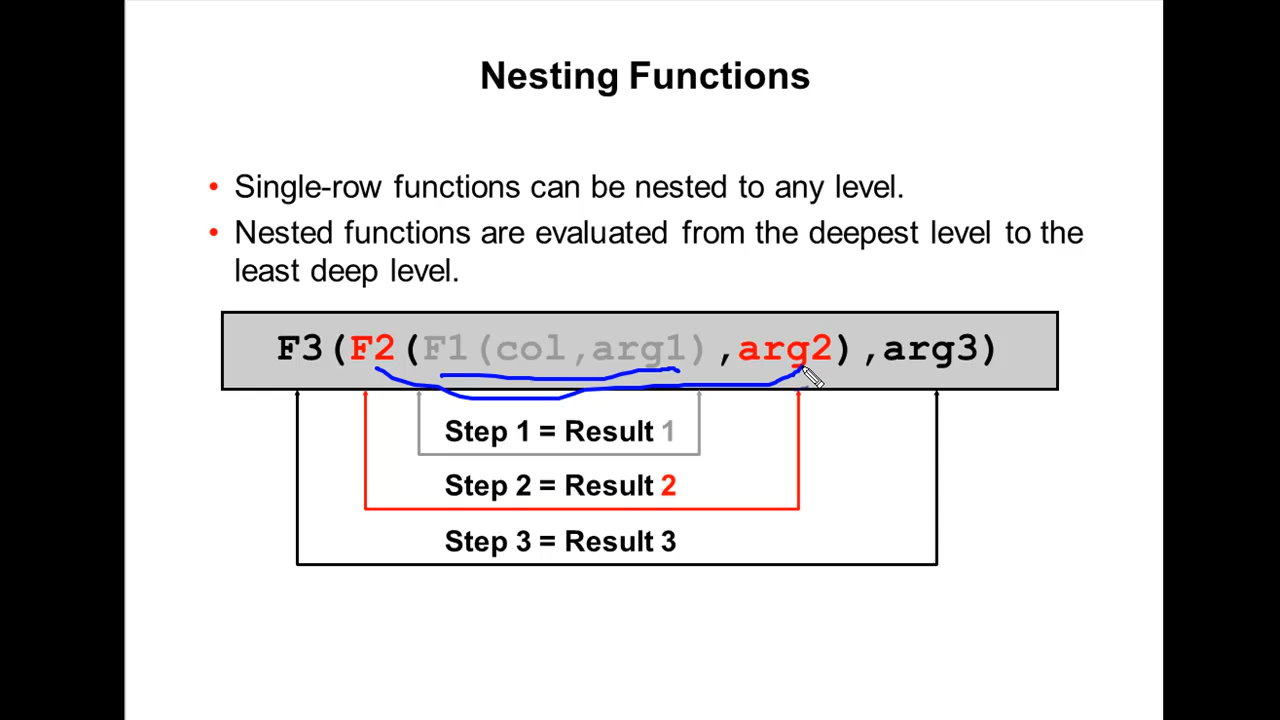 Nesting Functions
• Single-row functions can be nested to any level.
• Nested functions are evaluated from the deepest level to the
least deep level.
F3(F2(F1(col,arg1),arg2),arg3)
Step 1 = Result 1
Step 2 = Result 2
Step 3 = Result 3